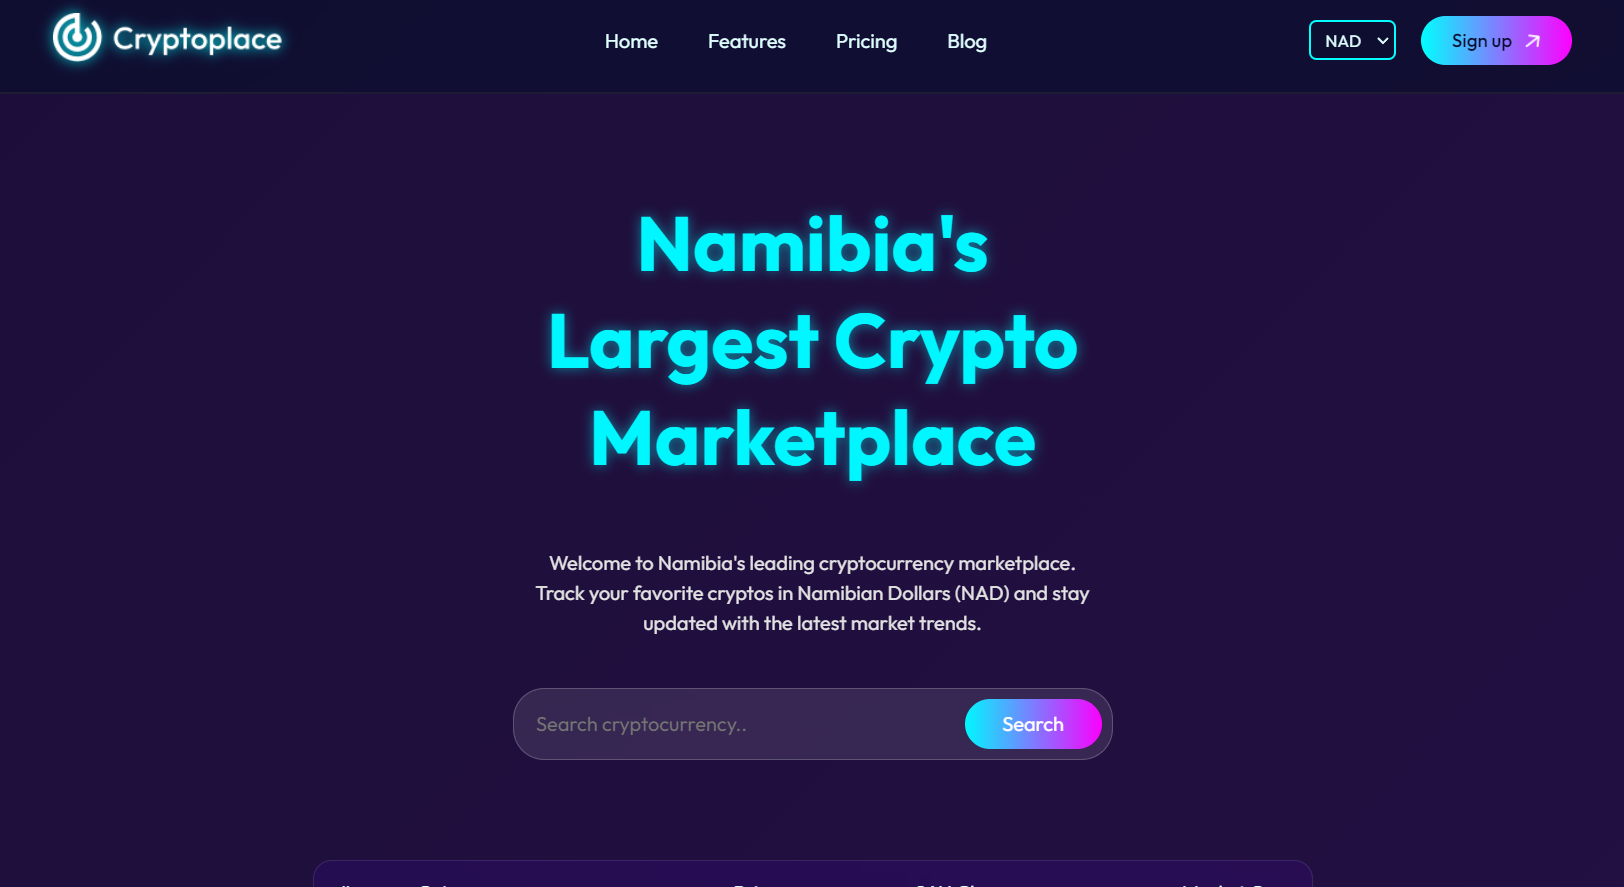 Cryptoplace
Home Features Pricing Blog
NAD
Sign up
Namibia's
Largest Crypto
Marketplace
Welcome to Namibia's leading cryptocurrency marketplace.
Track your favorite cryptos in Namibian Dollars (NAD) and stay
updated with the latest market trends.
Search cryptocurrency..
Search